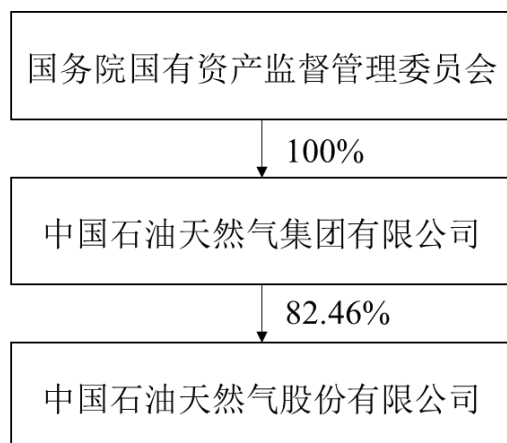 国务院国有资产监督管理委员会
100%
中国石油天然气集团有限公司
82.46%
中国石油天然气股份有限公司